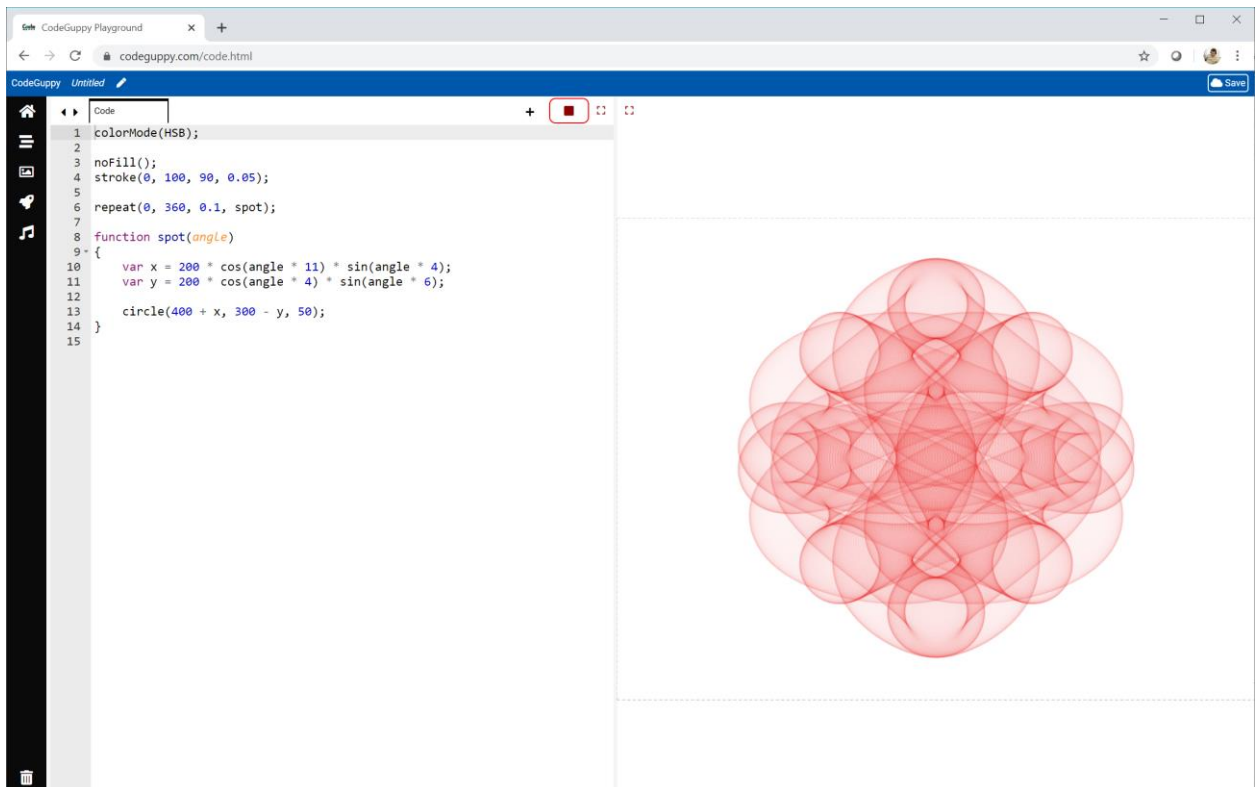 Code CodeGuppy Playground
codeguppy.com/code.html
CodeGuppy Untitled
Save
Code
1 colorMode(HSB);
2
3 noFill();
4 stroke(0, 100, 90, 0.05);
5
6 repeat(0, 360, 0.1, spot);
7
8 function spot(angle)
9 {
10 var x = 200 * cos(angle * 11) * sin(angle * 4);
11 var y = 200 * cos(angle * 4) * sin(angle * 6);
12
13 circle(400 + x, 300 - y, 50);
14 }
15